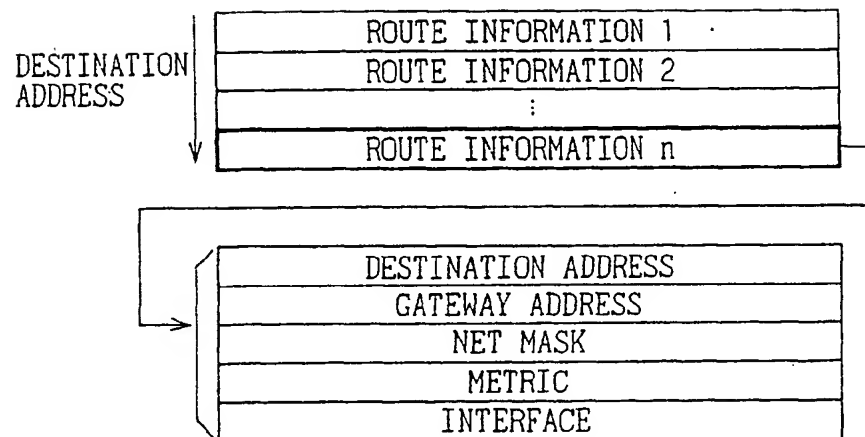 ROUTE INFORMATION 1
DESTINATION
ADDRESS
ROUTE INFORMATION 2
⋮
ROUTE INFORMATION n
DESTINATION ADDRESS
GATEWAY ADDRESS
NET MASK
METRIC
INTERFACE